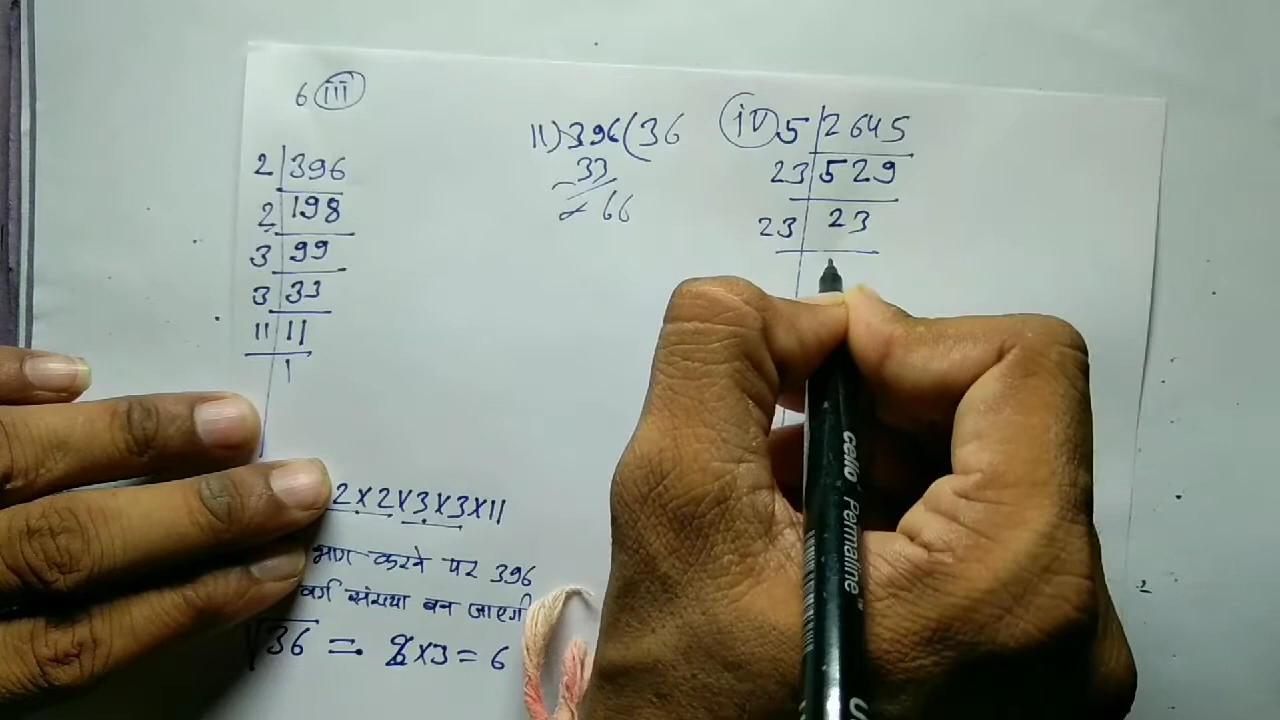 6 (iii)
2 | 396
2 | 198
3 | 99
3 | 33
11 | 11
1
2 x 2 x 3 x 3 x 11
करने पर 396
वर्ग संख्या बन जाएगी
√36 = 2 x 3 = 6
11) 396 (36
33
66
(iv) 5 | 2645
23 | 529
23 | 23
cello Permaline